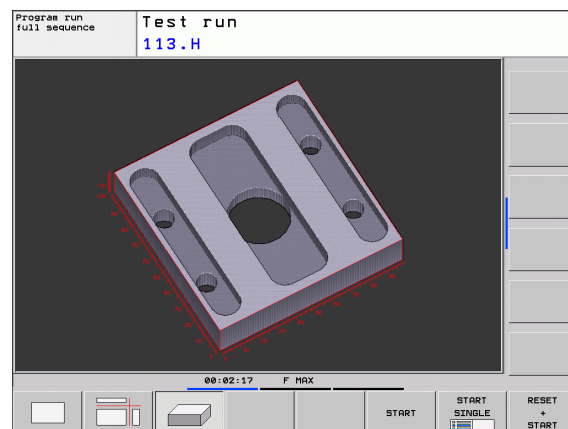 Program run
full sequence
Test run
113.H
00:02:17 F MAX
START
START
SINGLE
RESET
+
START